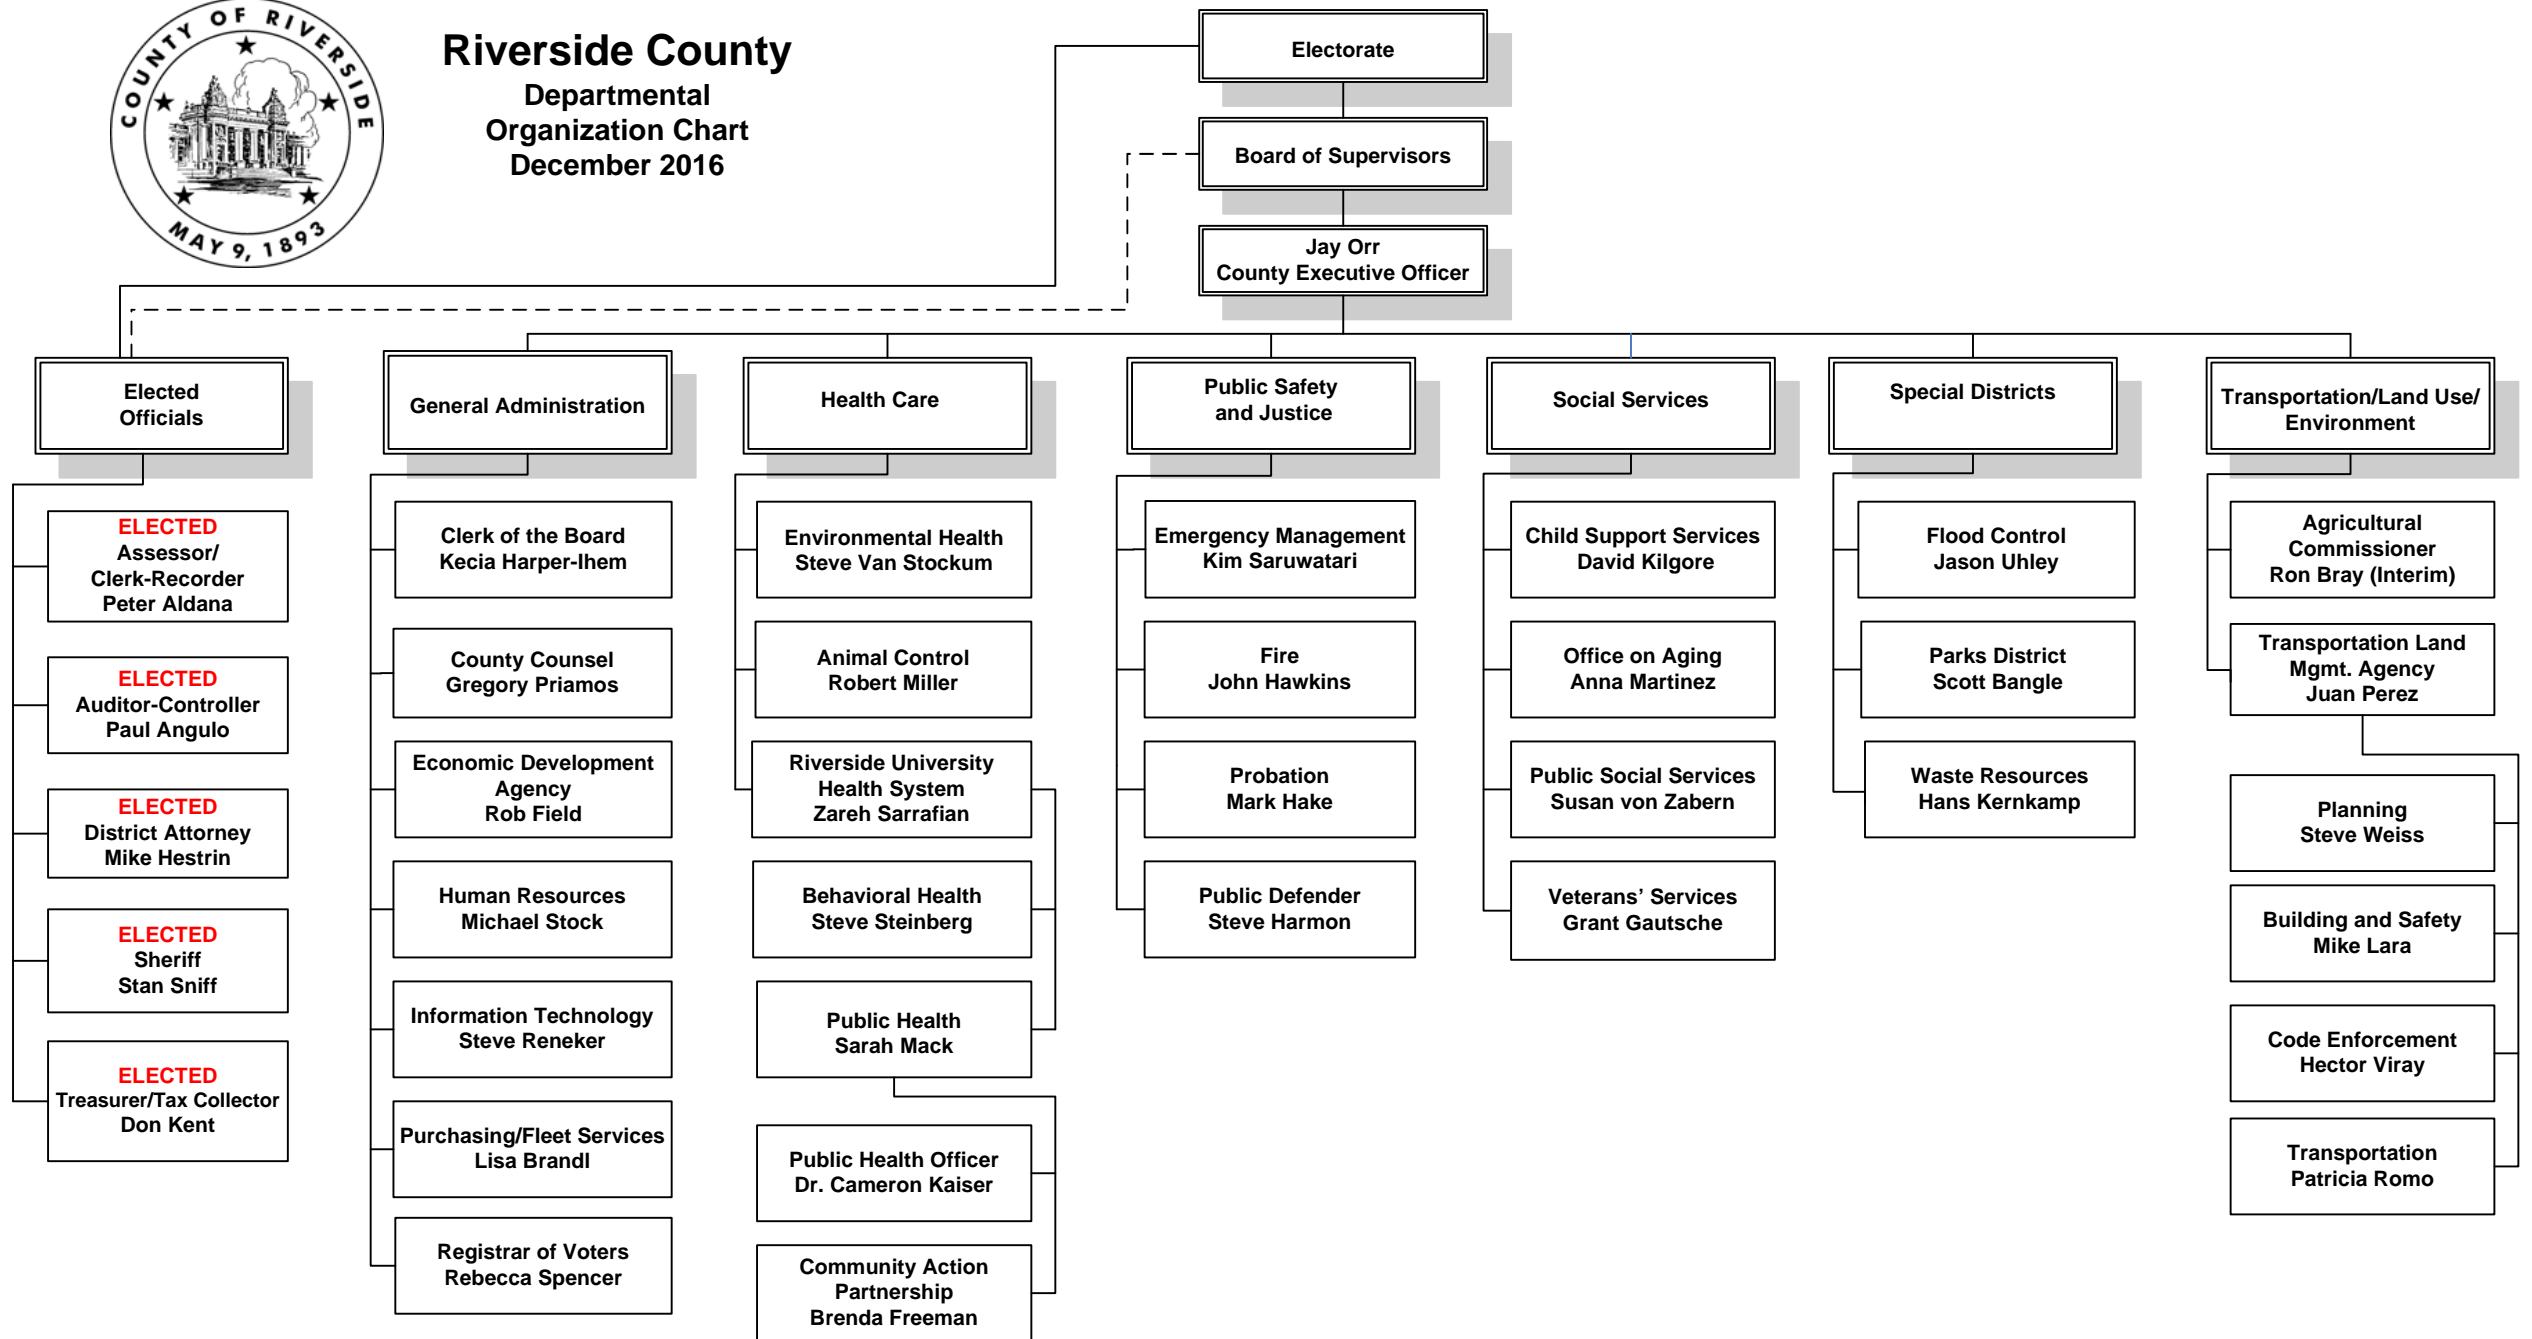 COUNTY OF RIVERSIDE
MAY 9, 1893
Riverside County
Departmental
Organization Chart
December 2016
Electorate
Board of Supervisors
Jay Orr
County Executive Officer
Elected
Officials
ELECTED
Assessor/
Clerk-Recorder
Peter Aldana
ELECTED
Auditor-Controller
Paul Angulo
ELECTED
District Attorney
Mike Hestrin
ELECTED
Sheriff
Stan Sniff
ELECTED
Treasurer/Tax Collector
Don Kent
General Administration
Clerk of the Board
Kecia Harper-Ihem
County Counsel
Gregory Priamos
Economic Development
Agency
Rob Field
Human Resources
Michael Stock
Information Technology
Steve Reneker
Purchasing/Fleet Services
Lisa Brandl
Registrar of Voters
Rebecca Spencer
Health Care
Environmental Health
Steve Van Stockum
Animal Control
Robert Miller
Riverside University
Health System
Zareh Sarrafian
Behavioral Health
Steve Steinberg
Public Health
Sarah Mack
Public Health Officer
Dr. Cameron Kaiser
Community Action
Partnership
Brenda Freeman
Public Safety
and Justice
Emergency Management
Kim Saruwatari
Fire
John Hawkins
Probation
Mark Hake
Public Defender
Steve Harmon
Social Services
Child Support Services
David Kilgore
Office on Aging
Anna Martinez
Public Social Services
Susan von Zabern
Veterans’ Services
Grant Gautsche
Special Districts
Flood Control
Jason Uhley
Parks District
Scott Bangle
Waste Resources
Hans Kernkamp
Transportation/Land Use/
Environment
Agricultural
Commissioner
Ron Bray (Interim)
Transportation Land
Mgmt. Agency
Juan Perez
Planning
Steve Weiss
Building and Safety
Mike Lara
Code Enforcement
Hector Viray
Transportation
Patricia Romo